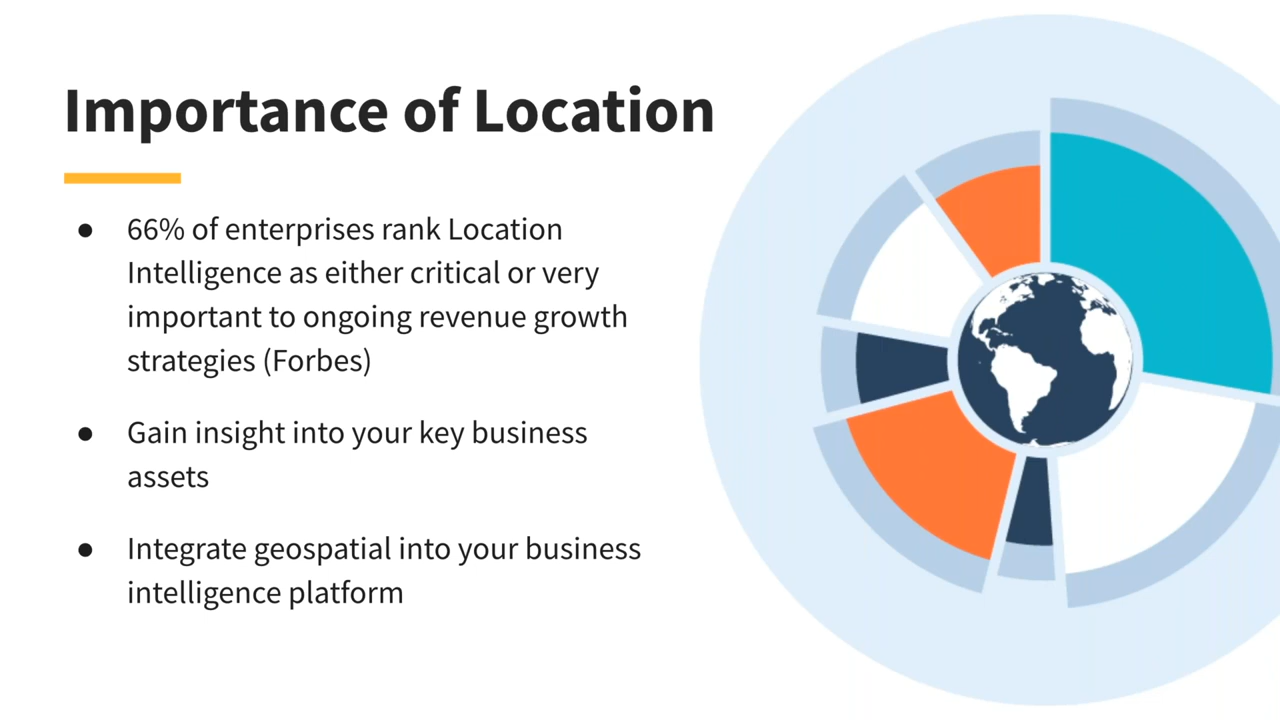 Importance of Location
● 66% of enterprises rank Location
Intelligence as either critical or very
important to ongoing revenue growth
strategies (Forbes)
● Gain insight into your key business
assets
● Integrate geospatial into your business
intelligence platform